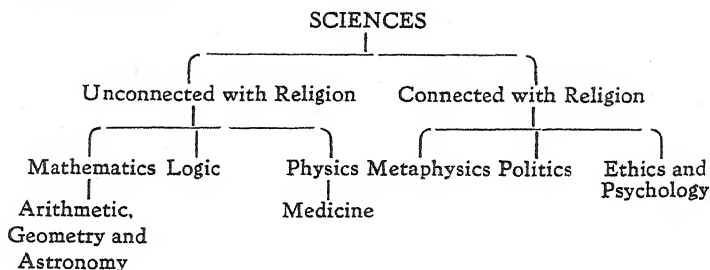 SCIENCES
Unconnected with Religion Connected with Religion
Mathematics Logic Physics Metaphysics Politics Ethics and
Psychology
Arithmetic, Medicine
Geometry and
Astronomy